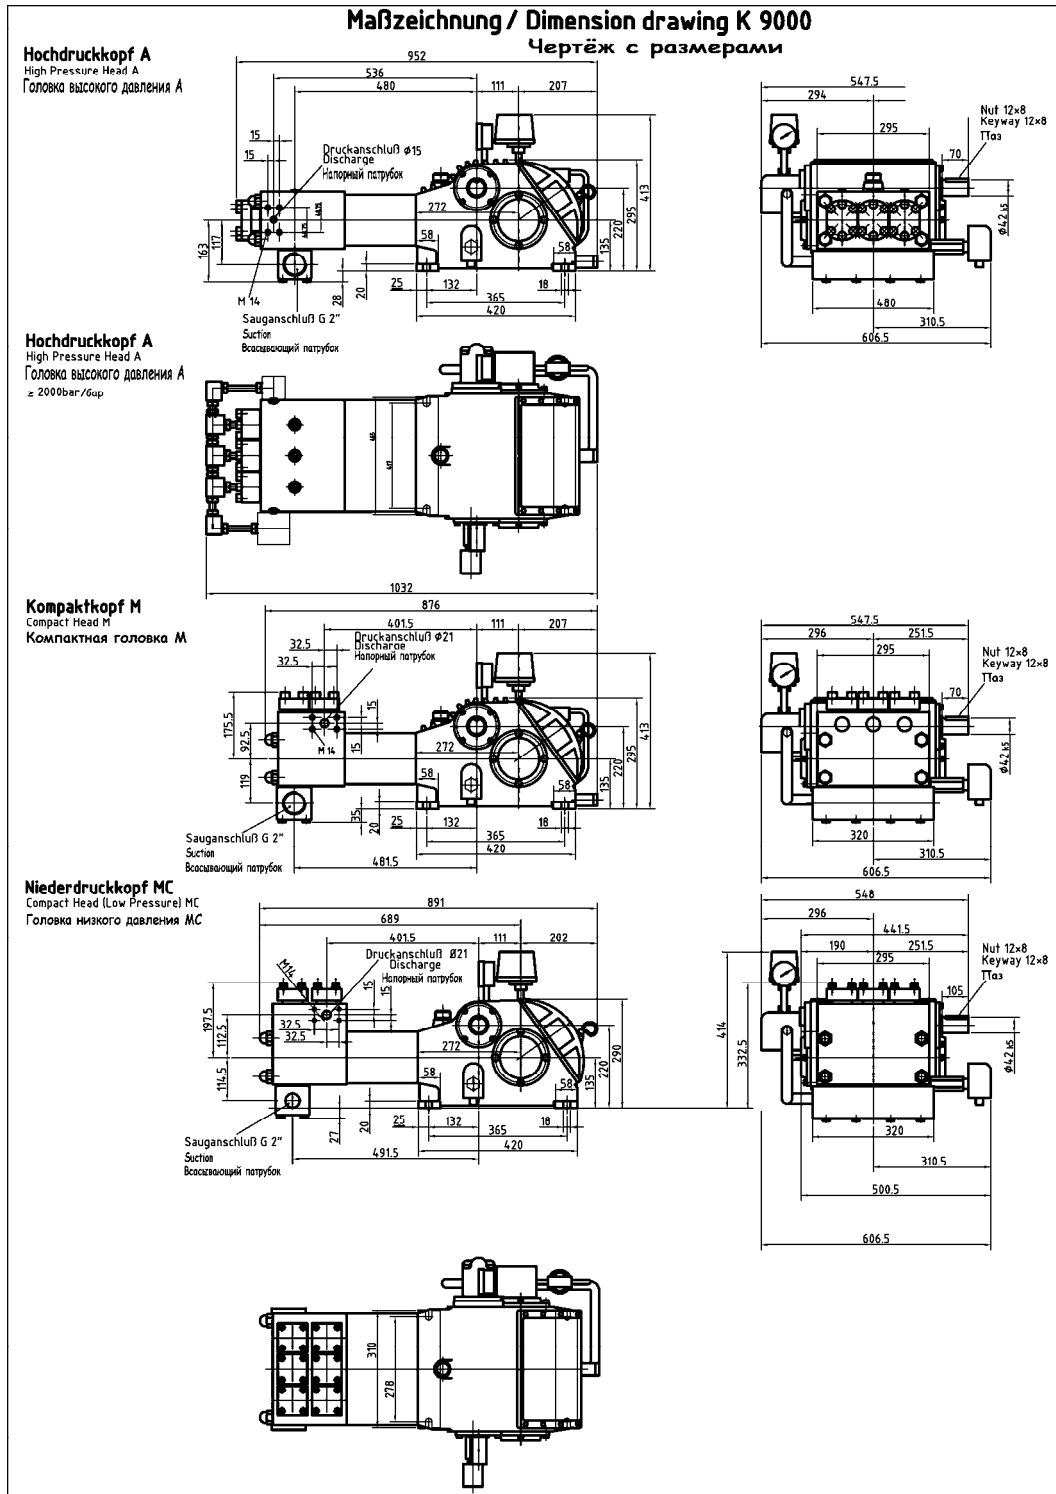 Maßzeichnung / Dimension drawing K 9000
Чертёж с размерами
Hochdruckkopf A
High Pressure Head A
Головка высокого давления А
952
536
480
111
207
15
15
Druckanschluß ø15
Discharge
Напорный патрубок
272
58
58
413
295
220
135
163
117
M 14
28
20
25
132
18
365
420
Sauganschluß G 2"
Suction
Всасывающий патрубок
547.5
294
295
Nut 12×8
Keyway 12×8
Паз
70
ø42 k5
480
310.5
606.5
Hochdruckkopf A
High Pressure Head A
Головка высокого давления А
≥ 2000bar/бар
1032
Kompaktkopf M
Compact Head M
Компактная головка М
876
401.5
111
207
Druckanschluß ø21
Discharge
Напорный патрубок
32.5
32.5
15
15
M 14
175.5
92.5
119
272
58
58
413
295
220
135
35
20
25
132
18
365
420
481.5
Sauganschluß G 2"
Suction
Всасывающий патрубок
547.5
296
251.5
295
Nut 12×8
Keyway 12×8
Паз
70
ø42 k5
320
310.5
606.5
Niederdruckkopf MC
Compact Head (Low Pressure) MC
Головка низкого давления МС
891
689
401.5
111
202
Druckanschluß Ø21
Discharge
Напорный патрубок
M14
15
15
32.5
32.5
197.5
112.5
114.5
272
58
58
290
220
135
27
20
25
132
18
365
420
491.5
Sauganschluß G 2"
Suction
Всасывающий патрубок
548
296
441.5
190
251.5
295
Nut 12×8
Keyway 12×8
Паз
105
414
332.5
ø42 k5
320
310.5
500.5
606.5
310
278